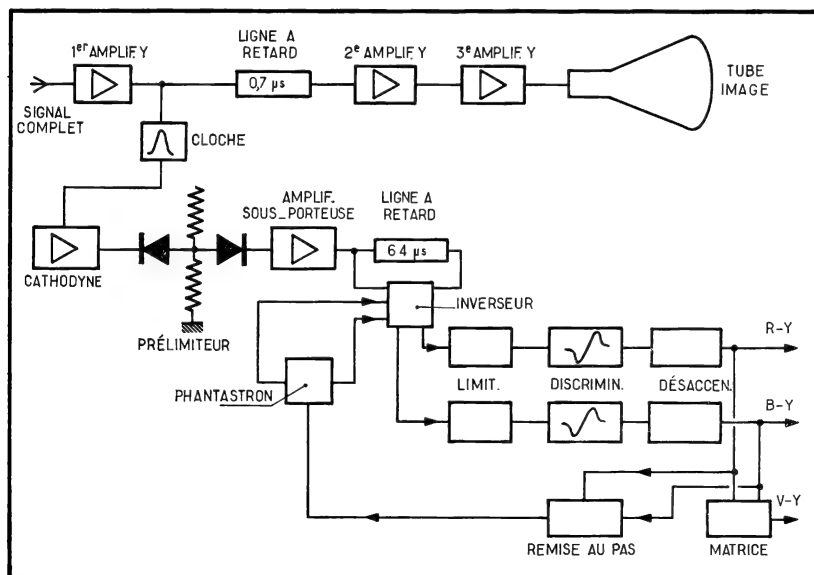 1er AMPLIF. Y
LIGNE A
RETARD
0,7 µs
2e AMPLIF. Y
3e AMPLIF. Y
TUBE
IMAGE
SIGNAL
COMPLET
CLOCHE
AMPLIF.
SOUS_PORTEUSE
LIGNE A
RETARD
64 µs
CATHODYNE
INVERSEUR
PRÉLIMITEUR
R-Y
PHANTASTRON
LIMIT.
DISCRIMIN.
DÉSACCEN.
B-Y
V-Y
REMISE AU PAS
MATRICE